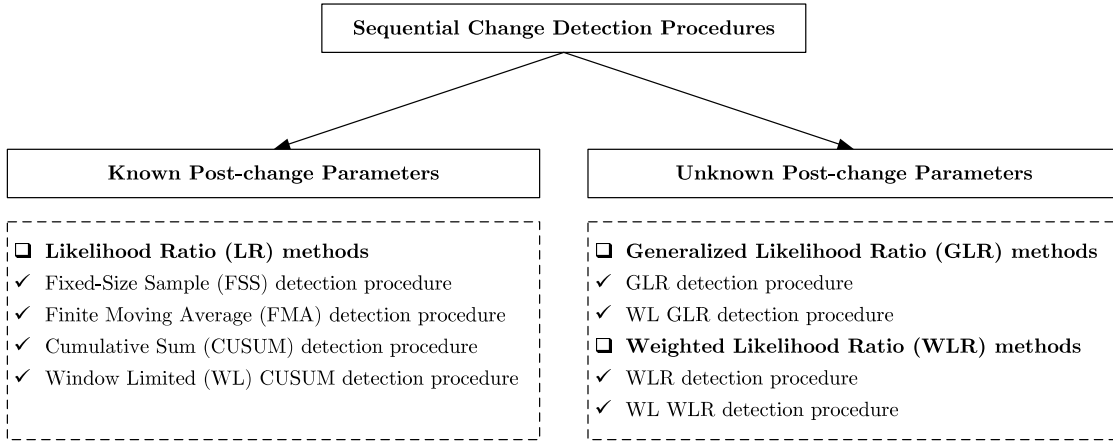 Sequential Change Detection Procedures
Known Post-change Parameters
❑ Likelihood Ratio (LR) methods
✓ Fixed-Size Sample (FSS) detection procedure
✓ Finite Moving Average (FMA) detection procedure
✓ Cumulative Sum (CUSUM) detection procedure
✓ Window Limited (WL) CUSUM detection procedure
Unknown Post-change Parameters
❑ Generalized Likelihood Ratio (GLR) methods
✓ GLR detection procedure
✓ WL GLR detection procedure
❑ Weighted Likelihood Ratio (WLR) methods
✓ WLR detection procedure
✓ WL WLR detection procedure